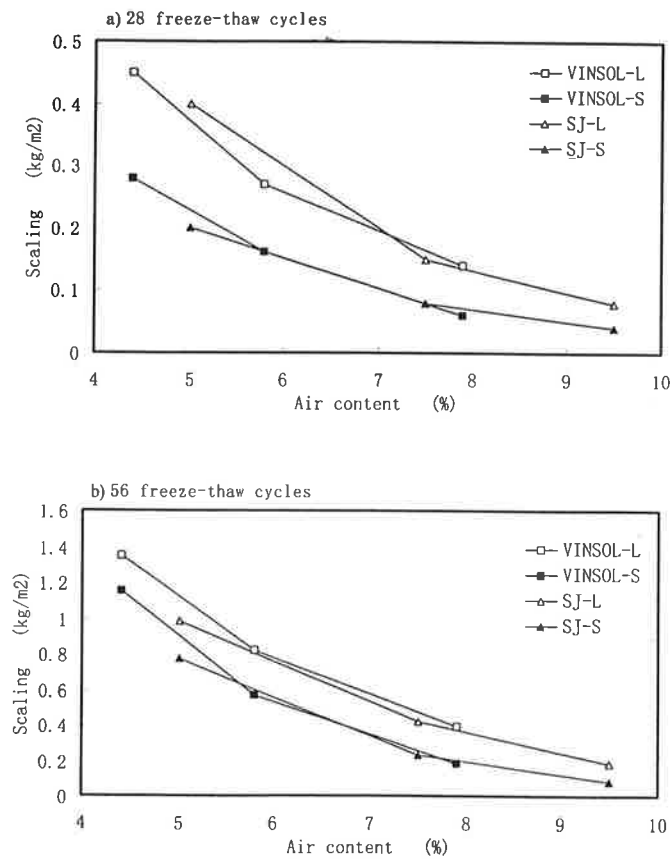 a) 28 freeze-thaw cycles
0.5
0.4
0.3
0.2
0.1
0
Scaling (kg/m2)
VINSOL-L
VINSOL-S
SJ-L
SJ-S
4 5 6 7 8 9 10
Air content (%)
b) 56 freeze-thaw cycles
1.6
1.4
1.2
1
0.8
0.6
0.4
0.2
0
Scaling (kg/m2)
VINSOL-L
VINSOL-S
SJ-L
SJ-S
4 5 6 7 8 9 10
Air content (%)